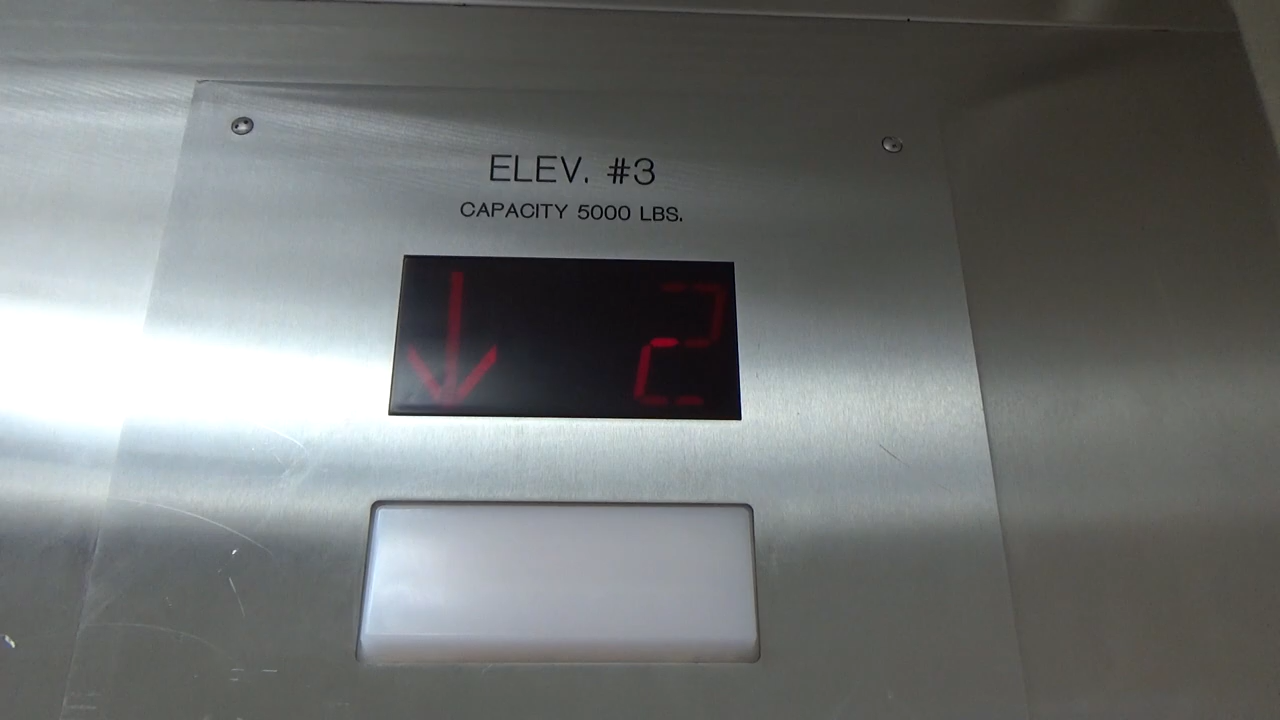 ELEV. #3
CAPACITY 5000 LBS.
↓ 2